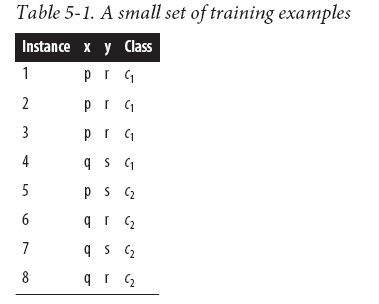 Table 5-1. A small set of training examples
Instance x y Class
1 p r c₁
2 p r c₁
3 p r c₁
4 q s c₁
5 p s c₂
6 q r c₂
7 q s c₂
8 q r c₂